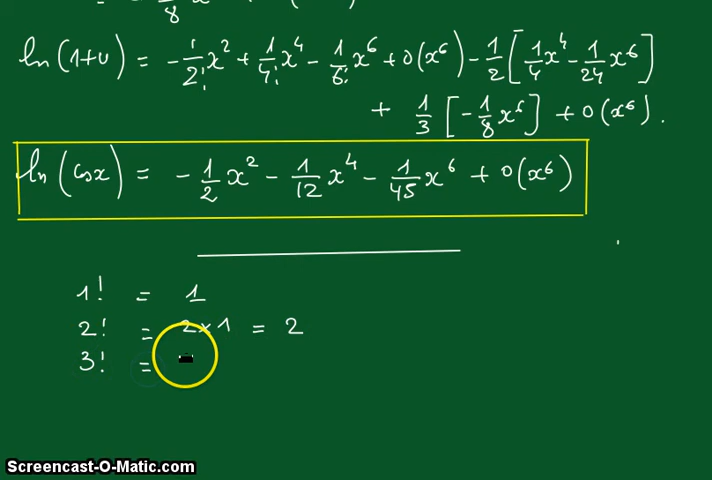 8
ln (1+u) = - 1/2! x² + 1/4! x⁴ - 1/6! x⁶ + o(x⁶) - 1/2 [ 1/4 x⁴ - 1/24 x⁶ ]
+ 1/3 [ - 1/8 x⁶ ] + o(x⁶).
ln (cosx) = - 1/2 x² - 1/12 x⁴ - 1/45 x⁶ + o(x⁶)
1! = 1
2! = 2×1 = 2
3! =
Screencast-O-Matic.com